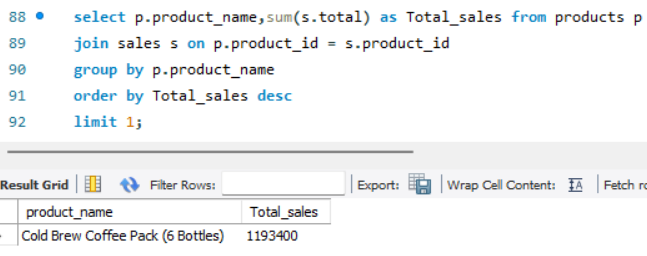 88 select p.product_name,sum(s.total) as Total_sales from products p
89 join sales s on p.product_id = s.product_id
90 group by p.product_name
91 order by Total_sales desc
92 limit 1;
Result Grid Filter Rows: Export: Wrap Cell Content: IA Fetch
product_name Total_sales
Cold Brew Coffee Pack (6 Bottles) 1193400